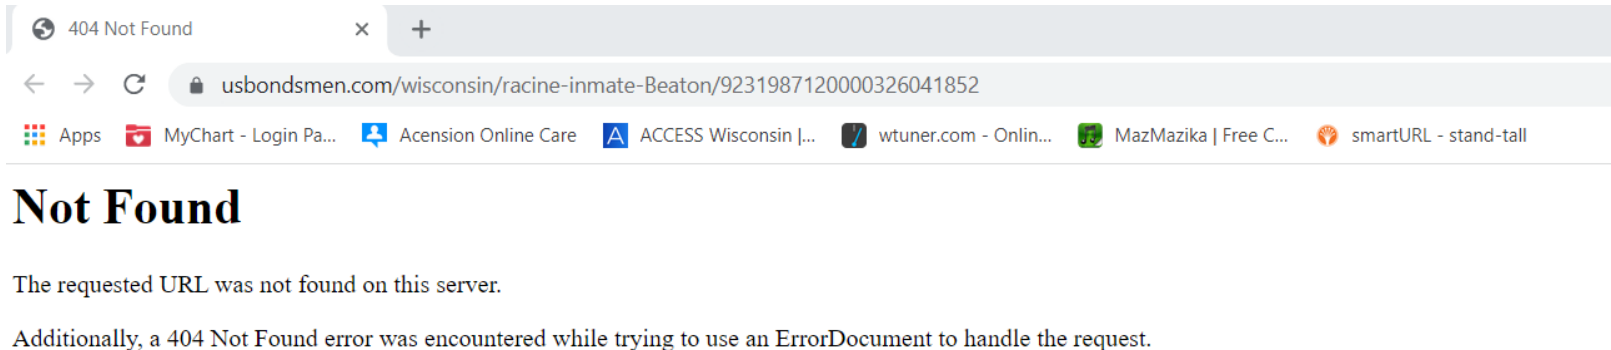 404 Not Found
usbondsmen.com/wisconsin/racine-inmate-Beaton/9231987120000326041852
Apps MyChart - Login Pa... Acension Online Care ACCESS Wisconsin |... wtuner.com - Onlin... MazMazika | Free C... smartURL - stand-tall
Not Found
The requested URL was not found on this server.
Additionally, a 404 Not Found error was encountered while trying to use an ErrorDocument to handle the request.